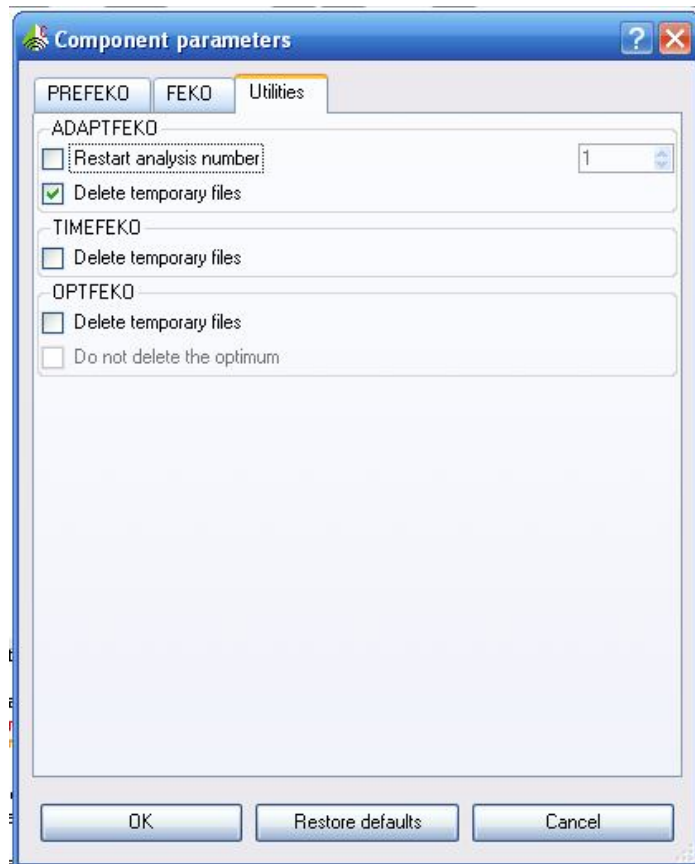 Component parameters
PREFEKO FEKO Utilities
ADAPTFEKO
Restart analysis number 1
Delete temporary files
TIMEFEKO
Delete temporary files
OPTFEKO
Delete temporary files
Do not delete the optimum
OK Restore defaults Cancel